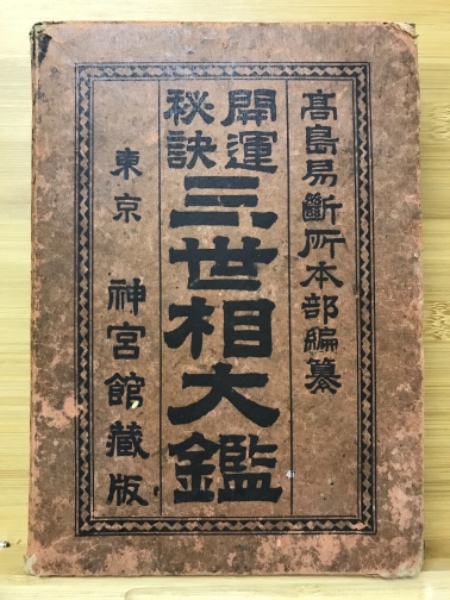 高島易斷所本部編纂
開運
秘訣
三世相大鑑
東京 神宮館藏版